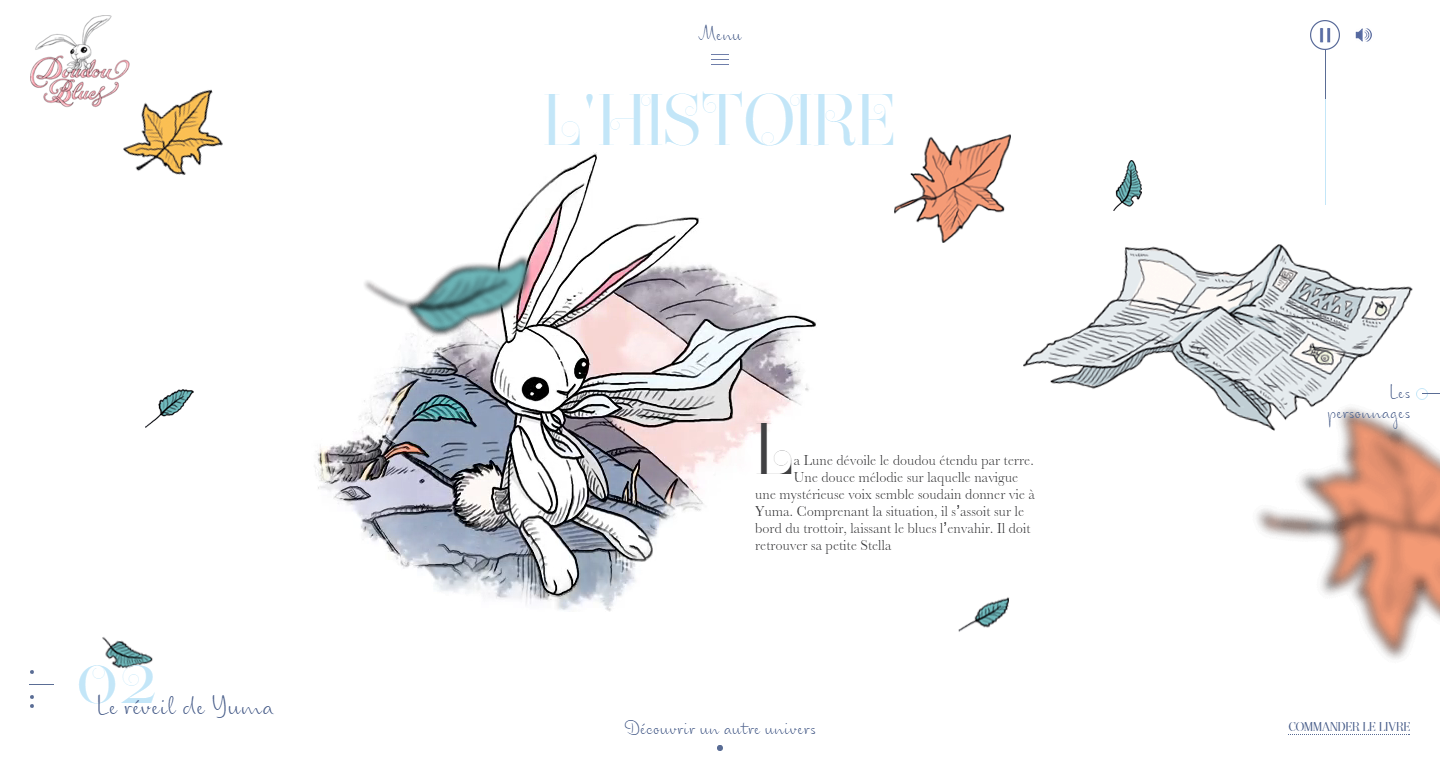 Doudou
Blues
Menu
L'HISTOIRE
La Lune dévoile le doudou étendu par terre.
Une douce mélodie sur laquelle navigue
une mystérieuse voix semble soudain donner vie à
Yuma. Comprenant la situation, il s’assoit sur le
bord du trottoir, laissant le blues l’envahir. Il doit
retrouver sa petite Stella
Les
personnages
02
Le réveil de Yuma
Découvrir un autre univers
COMMANDER LE LIVRE